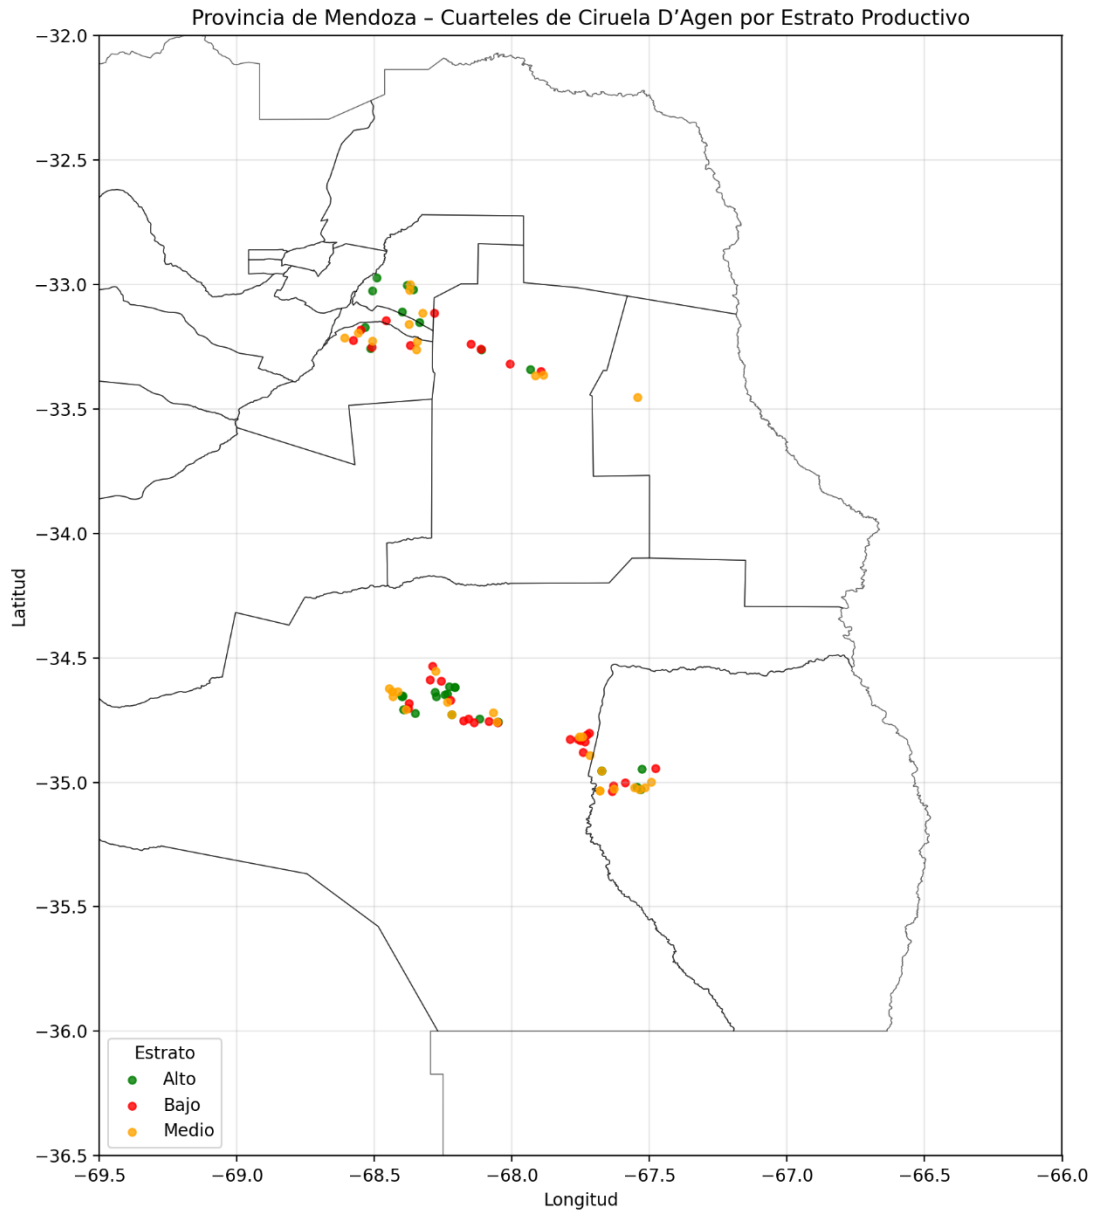 Provincia de Mendoza – Cuarteles de Ciruela D’Agen por Estrato Productivo
−32.0
−32.5
−33.0
−33.5
−34.0
−34.5
−35.0
−35.5
−36.0
−36.5
Latitud
Estrato
Alto
Bajo
Medio
−69.5 −69.0 −68.5 −68.0 −67.5 −67.0 −66.5 −66.0
Longitud